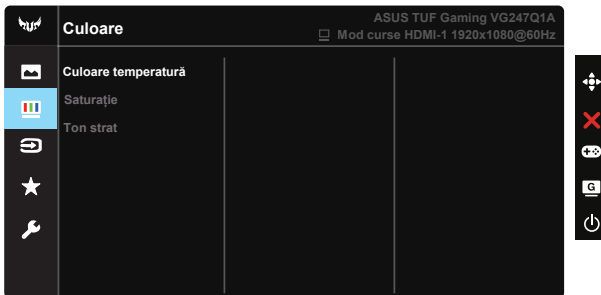 Culoare
ASUS TUF Gaming VG247Q1A
Mod curse HDMI-1 1920x1080@60Hz
Culoare temperatură
Saturație
Ton strat
G